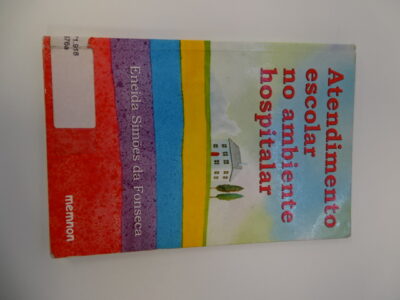 Atendimento
escolar
no ambiente
hospitalar
Eneida Simões da Fonseca
memnon